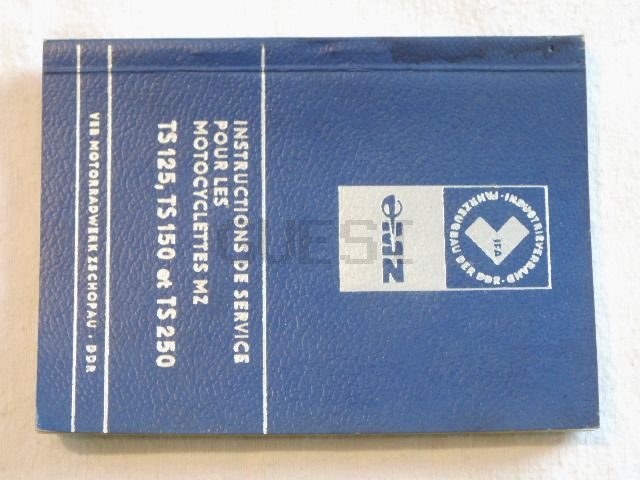 INDUSTRIEVERBAND
FAHRZEUGBAU DER DDR
IFA
eMZ
INSTRUCTIONS DE SERVICE
POUR LES
MOTOCYCLETTES MZ
TS 125, TS 150 et TS 250
VEB MOTORRADWERK ZSCHOPAU · DDR